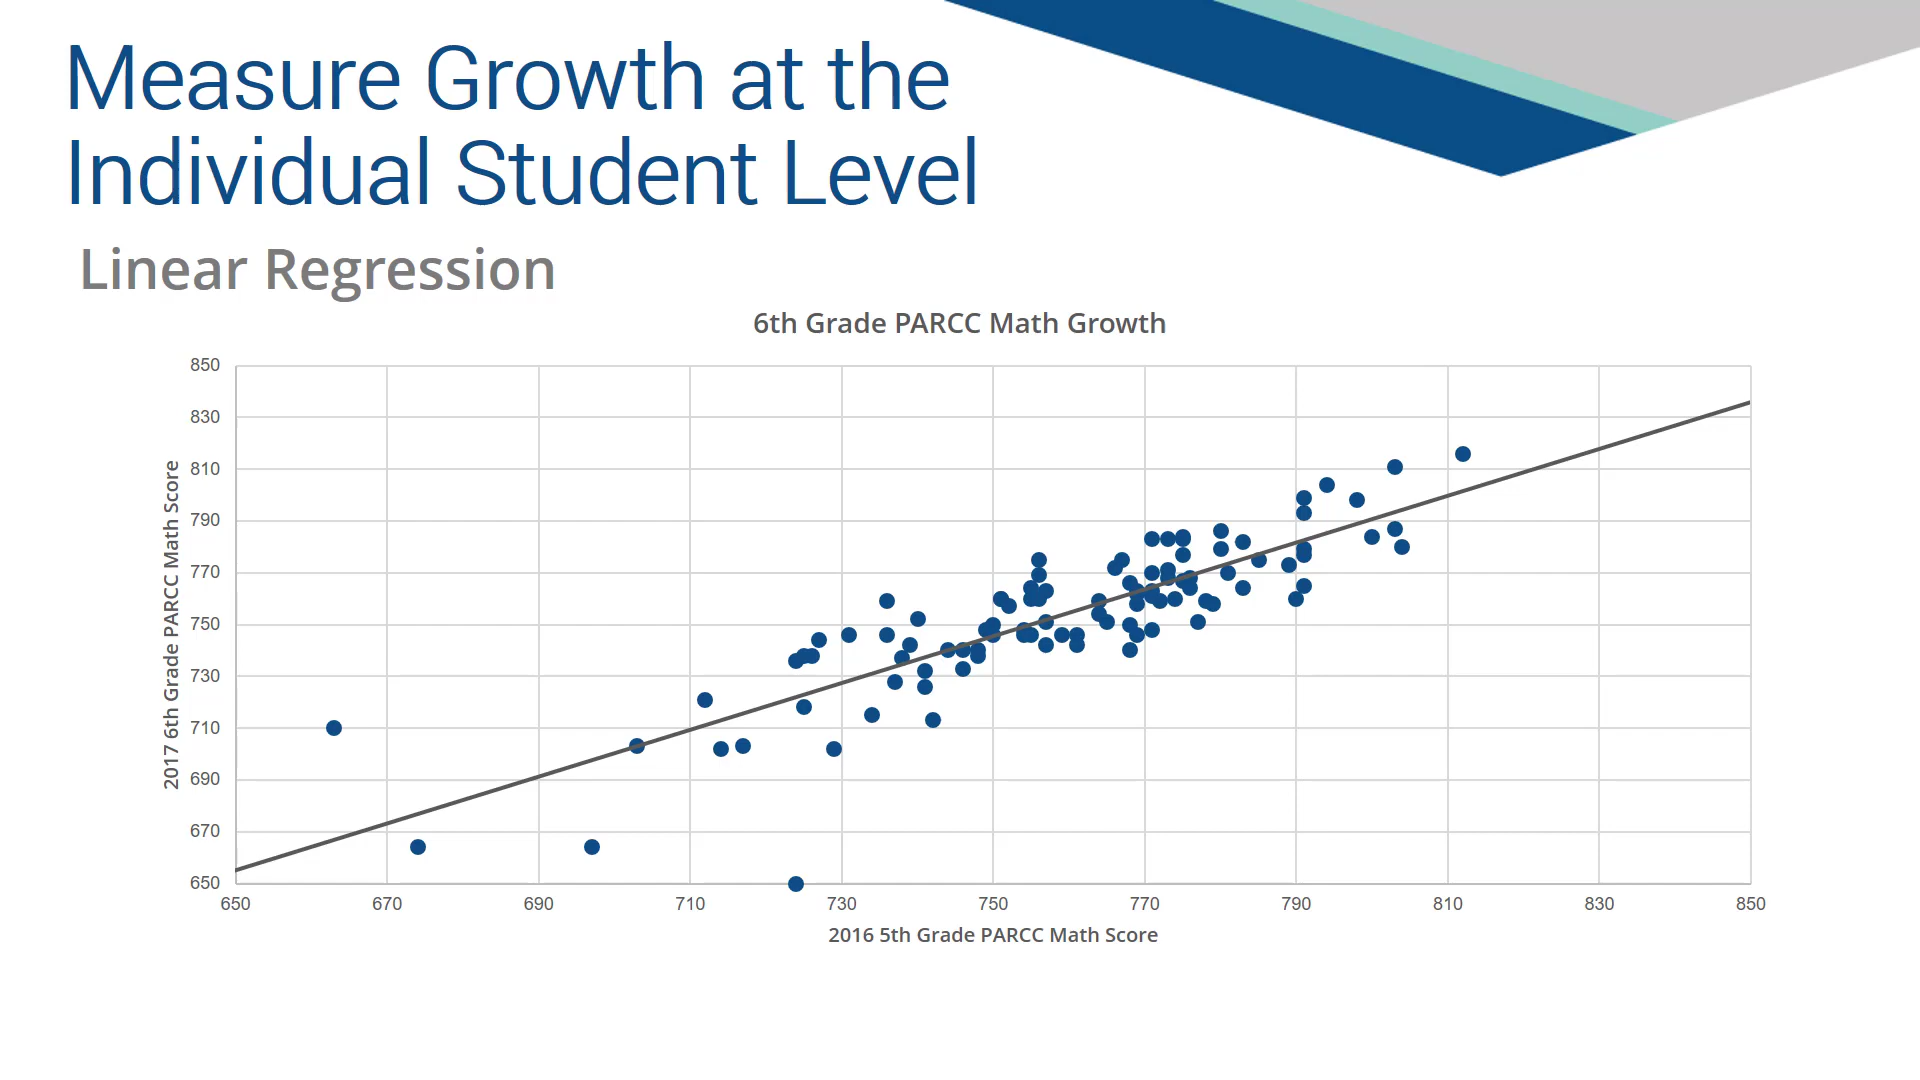 Measure Growth at the
Individual Student Level
Linear Regression
6th Grade PARCC Math Growth
2017 6th Grade PARCC Math Score
850
830
810
790
770
750
730
710
690
670
650
650 670 690 710 730 750 770 790 810 830 850
2016 5th Grade PARCC Math Score